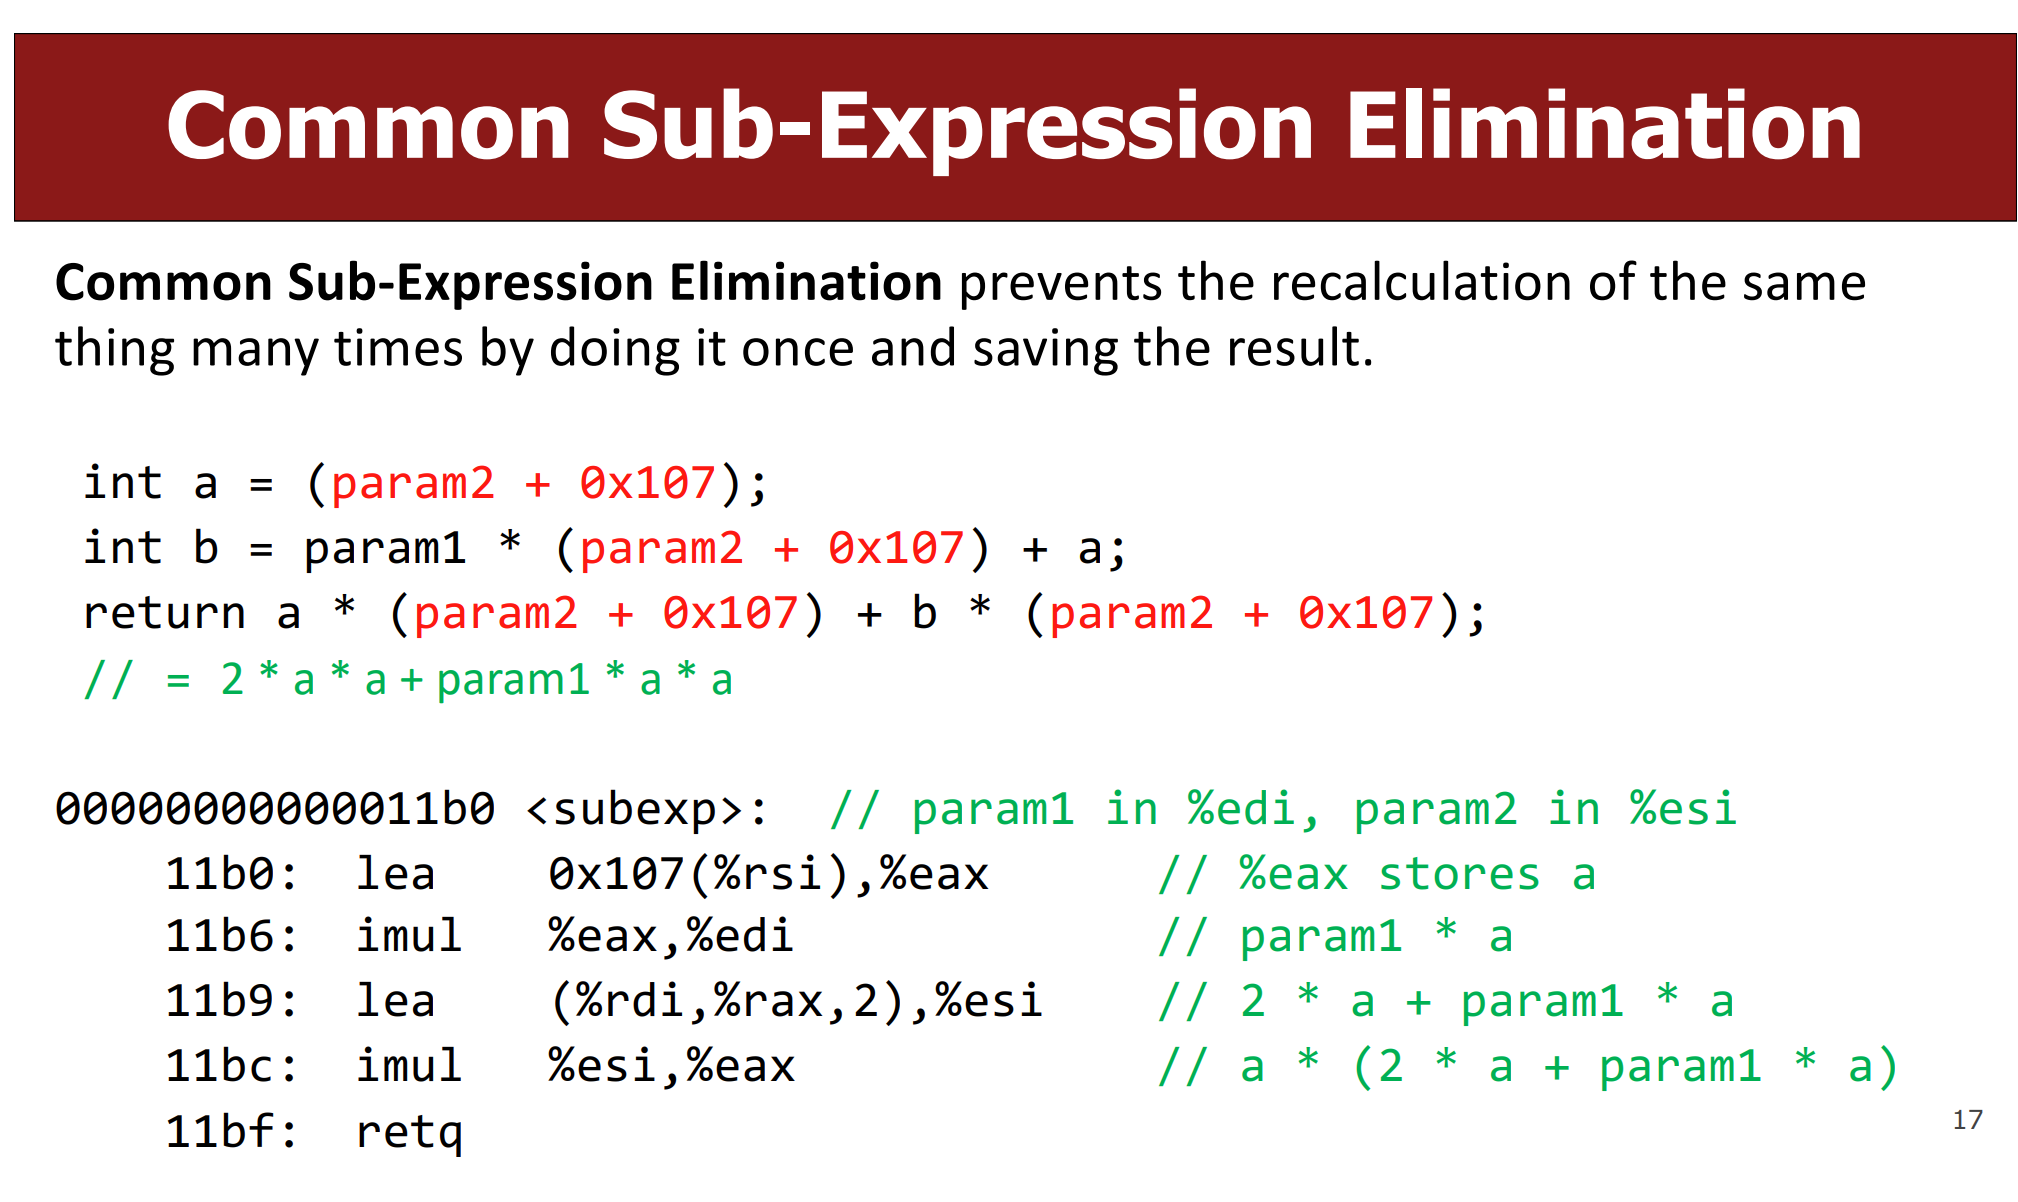 Common Sub-Expression Elimination
Common Sub-Expression Elimination prevents the recalculation of the same
thing many times by doing it once and saving the result.
int a = (param2 + 0x107);
int b = param1 * (param2 + 0x107) + a;
return a * (param2 + 0x107) + b * (param2 + 0x107);
// = 2 * a * a + param1 * a * a
00000000000011b0 <subexp>: // param1 in %edi, param2 in %esi
11b0: lea 0x107(%rsi),%eax // %eax stores a
11b6: imul %eax,%edi // param1 * a
11b9: lea (%rdi,%rax,2),%esi // 2 * a + param1 * a
11bc: imul %esi,%eax // a * (2 * a + param1 * a)
11bf: retq
17